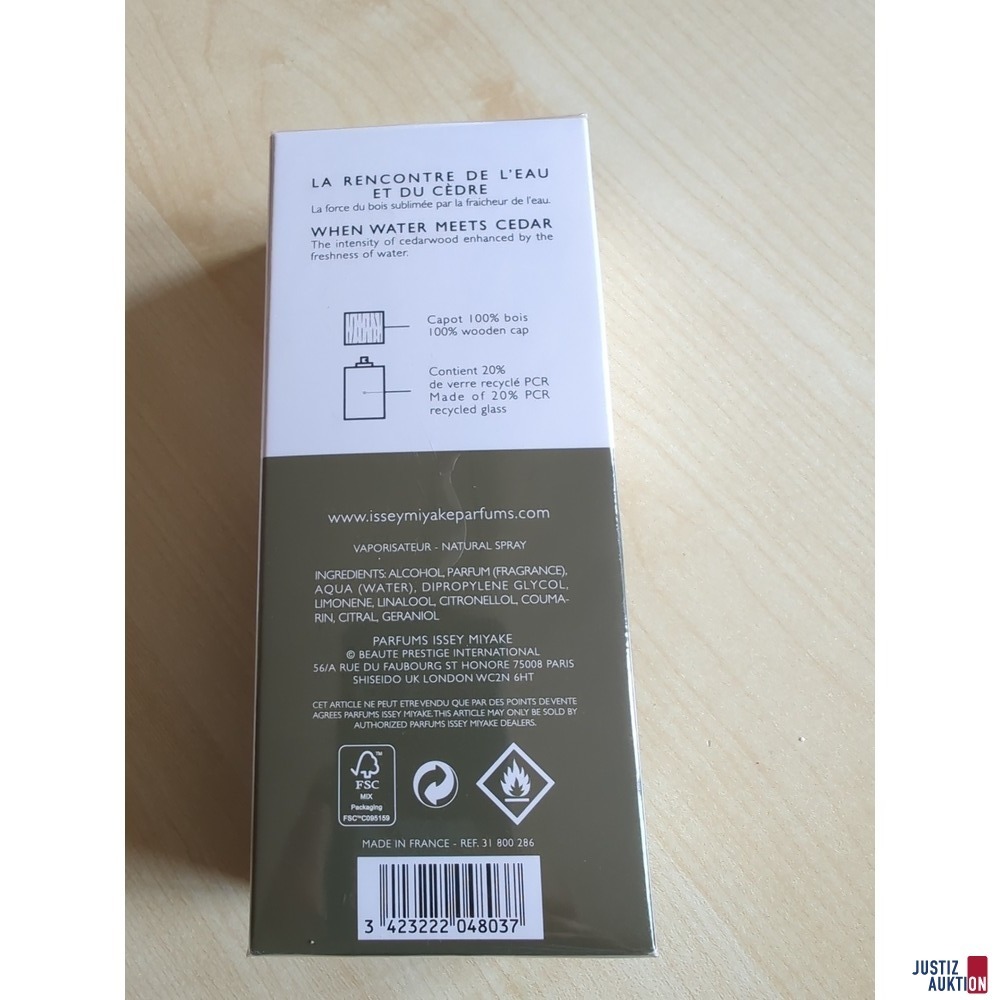 LA RENCONTRE DE L'EAU
ET DU CÈDRE
La force du bois sublimée par la fraicheur de l'eau.
WHEN WATER MEETS CEDAR
The intensity of cedarwood enhanced by the
freshness of water.
Capot 100% bois
100% wooden cap
Contient 20%
de verre recyclé PCR
Made of 20% PCR
recycled glass
www.isseymiyakeparfums.com
VAPORISATEUR - NATURAL SPRAY
INGREDIENTS: ALCOHOL, PARFUM (FRAGRANCE),
AQUA (WATER), DIPROPYLENE GLYCOL,
LIMONENE, LINALOOL, CITRONELLOL, COUMA-
RIN, CITRAL, GERANIOL
PARFUMS ISSEY MIYAKE
© BEAUTE PRESTIGE INTERNATIONAL
56/A RUE DU FAUBOURG ST HONORE 75008 PARIS
SHISEIDO UK LONDON WC2N 6HT
CET ARTICLE NE PEUT ETREVENDU QUE PAR DES POINTS DEVENTE
AGREES PARFUMS ISSEY MIYAKE.THIS ARTICLE MAY ONLY BE SOLD BY
AUTHORIZED PARFUMS ISSEY MIYAKE DEALERS.
FSC™
MIX
Packaging
FSC™C095159
MADE IN FRANCE - REF. 31 800 286
3 423222 048037
JUSTIZ
AUKTION